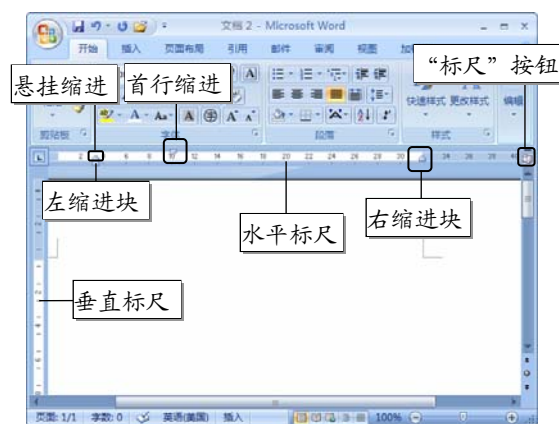 文档 2 - Microsoft Word
开始 插入 页面布局 引用 邮件 审阅 视图
“标尺”按钮
悬挂缩进
首行缩进
快速样式 更改样式 编辑
剪贴板 字体 段落 样式
左缩进块
水平标尺
右缩进块
垂直标尺
页面: 1/1 字数: 0 英语(美国) 插入 100%